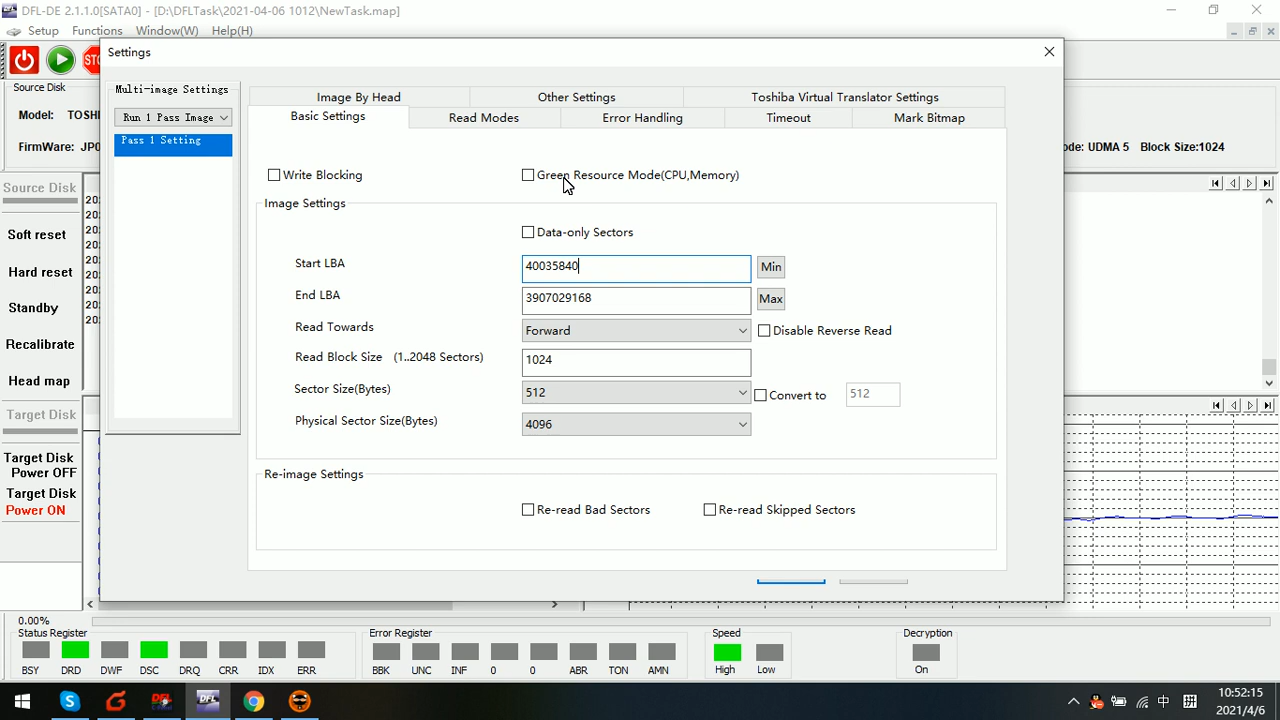 DFL-DE 2.1.1.0[SATA0] - [D:\DFLTask\2021-04-06 1012\NewTask.map]
Setup Functions Window(W) Help(H)
Settings
Source Disk
Model: TOSHI
FirmWare: JP0
ode: UDMA 5 Block Size:1024
Multi-image Settings
Run 1 Pass Image
Pass 1 Setting
Image By Head Other Settings Toshiba Virtual Translator Settings
Basic Settings Read Modes Error Handling Timeout Mark Bitmap
Write Blocking Green Resource Mode(CPU,Memory)
Image Settings
Data-only Sectors
Start LBA 40035840 Min
End LBA 3907029168 Max
Read Towards Forward Disable Reverse Read
Read Block Size (1..2048 Sectors) 1024
Sector Size(Bytes) 512 Convert to 512
Physical Sector Size(Bytes) 4096
Re-image Settings
Re-read Bad Sectors Re-read Skipped Sectors
Source Disk
Soft reset
Hard reset
Standby
Recalibrate
Head map
Target Disk
Target Disk
Power OFF
Target Disk
Power ON
0.00%
Status Register Error Register Speed Decryption
BSY DRD DWF DSC DRQ CRR IDX ERR BBK UNC INF 0 0 ABR TON AMN High Low On
中 10:52:15
2021/4/6